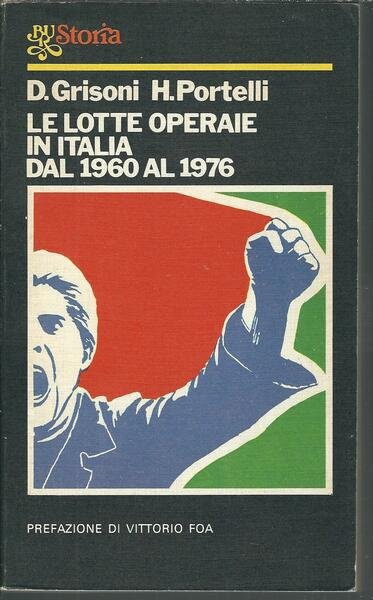 BUR Storia
D. Grisoni H. Portelli
LE LOTTE OPERAIE
IN ITALIA
DAL 1960 AL 1976
PREFAZIONE DI VITTORIO FOA